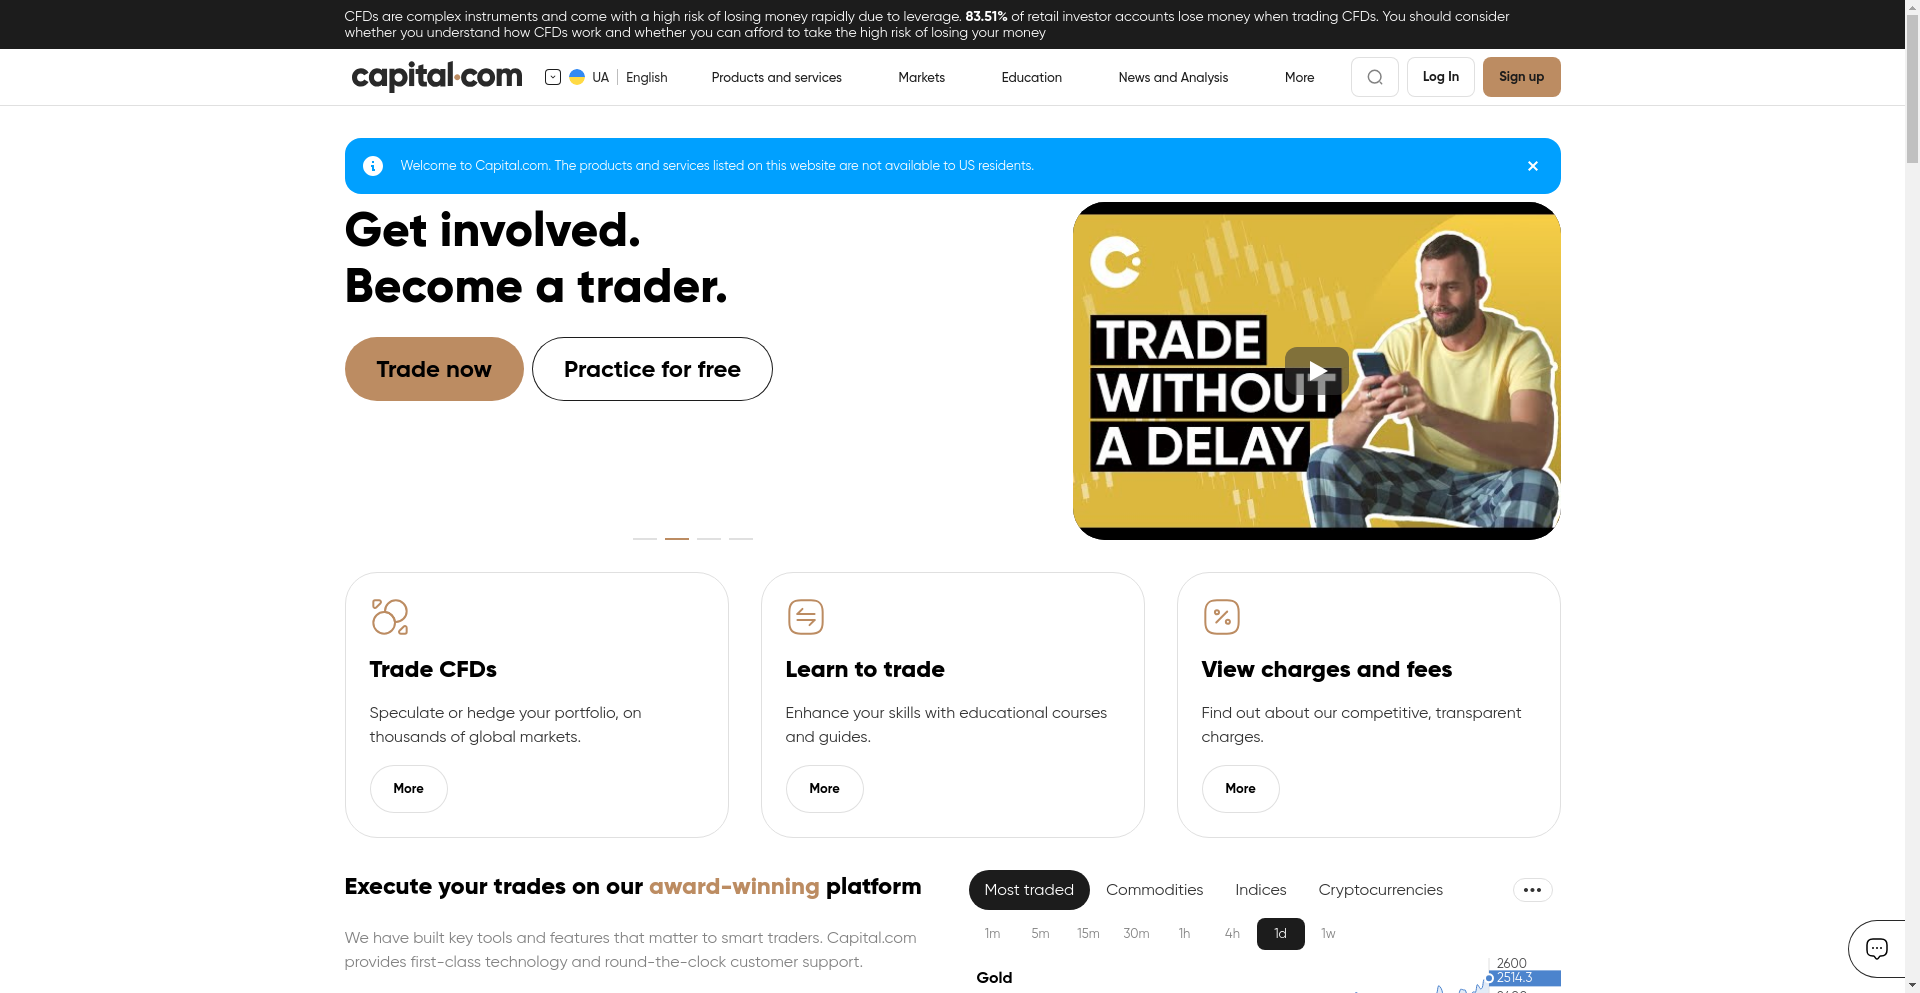 CFDs are complex instruments and come with a high risk of losing money rapidly due to leverage. 83.51% of retail investor accounts lose money when trading CFDs. You should consider
whether you understand how CFDs work and whether you can afford to take the high risk of losing your money
capital.com
UA
English
Products and services
Markets
Education
News and Analysis
More
Log In
Sign up
Welcome to Capital.com. The products and services listed on this website are not available to US residents.
Get involved.
Become a trader.
Trade now
Practice for free
TRADE
WITHOUT
A DELAY
Trade CFDs
Speculate or hedge your portfolio, on
thousands of global markets.
More
Learn to trade
Enhance your skills with educational courses
and guides.
More
View charges and fees
Find out about our competitive, transparent
charges.
More
Execute your trades on our award-winning platform
We have built key tools and features that matter to smart traders. Capital.com
provides first-class technology and round-the-clock customer support.
Most traded
Commodities
Indices
Cryptocurrencies
1m
5m
15m
30m
1h
4h
1d
1w
Gold
2600
2514.3